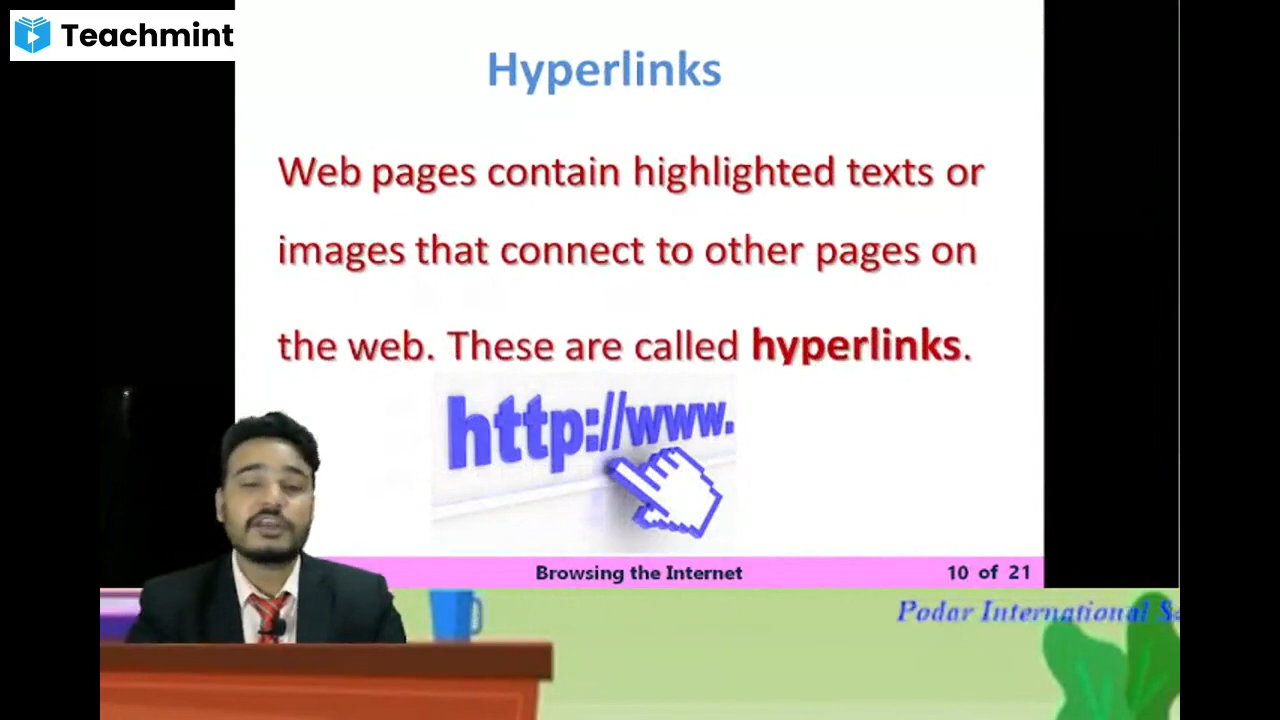 Teachmint
Hyperlinks
Web pages contain highlighted texts or
images that connect to other pages on
the web. These are called hyperlinks.
http://www.
Browsing the Internet
10 of 21
Podar International